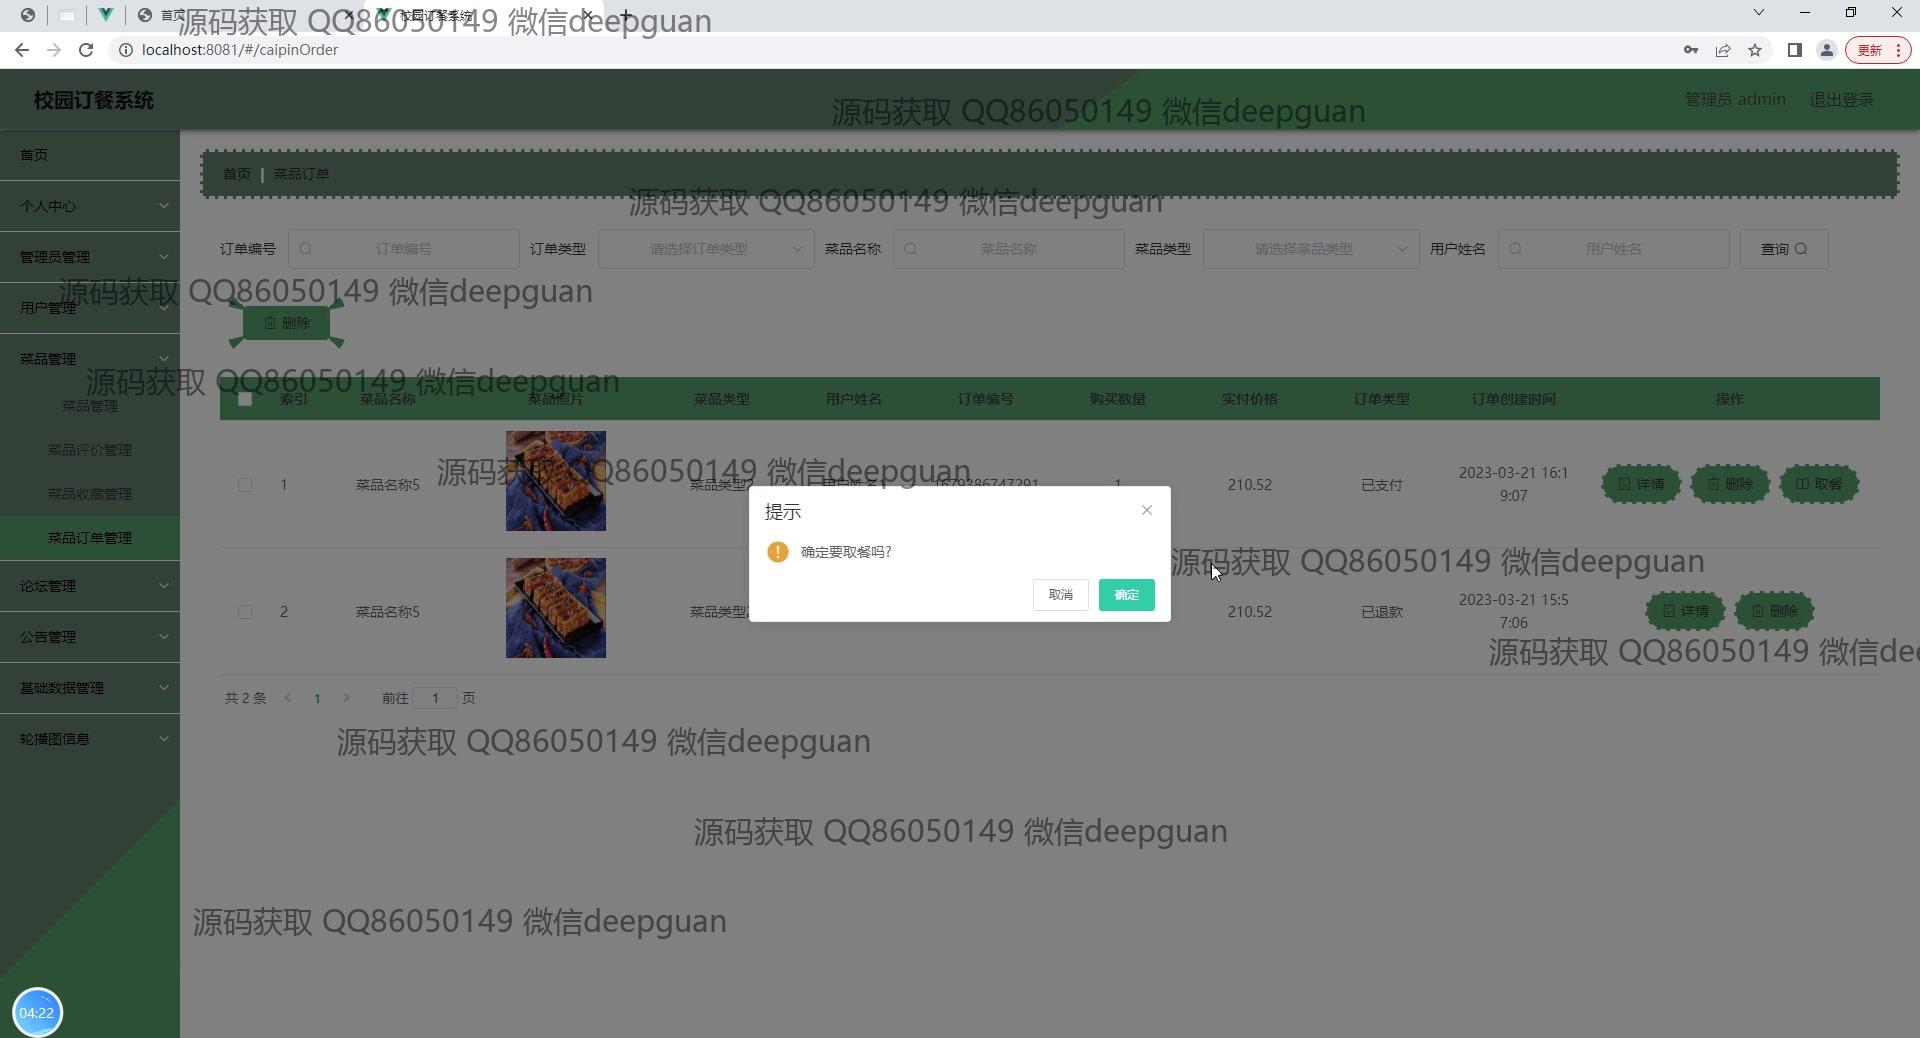 首页
校园订餐系统
源码获取 QQ86050149 微信deepguan
localhost:8081/#/caipinOrder
更新
校园订餐系统
源码获取 QQ86050149 微信deepguan
管理员 admin
退出登录
首页
个人中心
管理员管理
用户管理
菜品管理
菜品管理
菜品评价管理
菜品收藏管理
菜品订单管理
论坛管理
公告管理
基础数据管理
轮播图信息
首页 | 菜品订单
源码获取 QQ86050149 微信deepguan
订单编号 订单编号 订单类型 请选择订单类型 菜品名称 菜品名称 菜品类型 请选择菜品类型 用户姓名 用户姓名 查询
源码获取 QQ86050149 微信deepguan
删除
源码获取 QQ86050149 微信deepguan
索引 菜品名称 菜品照片 菜品类型 用户姓名 订单编号 购买数量 实付价格 订单类型 订单创建时间 操作
源码获取 QQ86050149 微信deepguan
1 菜品名称5 菜品类型2 用户姓名1 1679386747291 1 210.52 已支付 2023-03-21 16:1
9:07
详情 删除 取餐
提示
确定要取餐吗?
取消 确定
源码获取 QQ86050149 微信deepguan
2 菜品名称5 菜品类型2 210.52 已退款 2023-03-21 15:5
7:06
详情 删除
源码获取 QQ86050149 微信dee
共 2 条 1 前往 1 页
源码获取 QQ86050149 微信deepguan
源码获取 QQ86050149 微信deepguan
源码获取 QQ86050149 微信deepguan
04:22